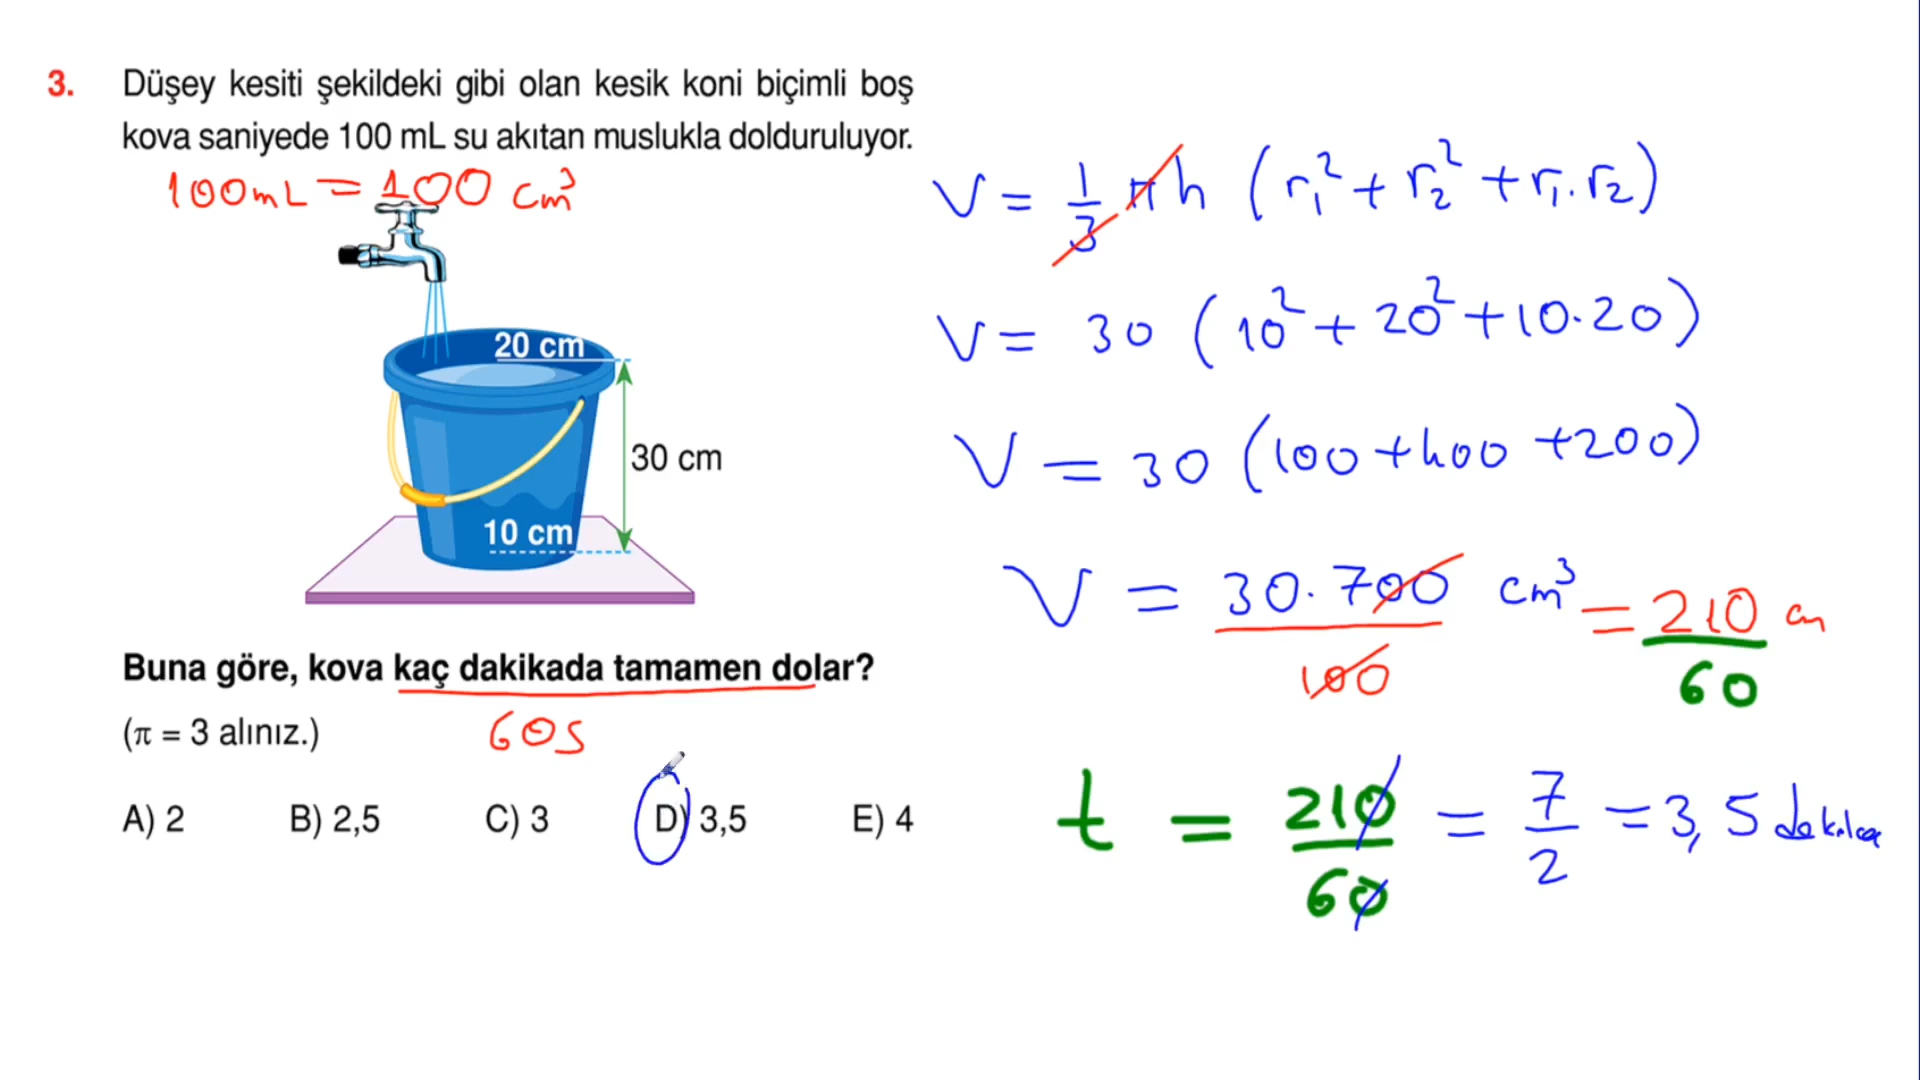 3. Düşey kesiti şekildeki gibi olan kesik koni biçimli boş
kova saniyede 100 mL su akıtan muslukla dolduruluyor.
100mL = 100 cm³
20 cm
30 cm
10 cm
Buna göre, kova kaç dakikada tamamen dolar?
(π = 3 alınız.)
60s
A) 2 B) 2,5 C) 3 D) 3,5 E) 4
V = 1/3 πh (r₁² + r₂² + r₁.r₂)
V = 30 (10² + 20² + 10.20)
V = 30 (100 + 400 + 200)
V = 30.700/100 cm³ = 210/60 sn
t = 210/60 = 7/2 = 3,5 dakika